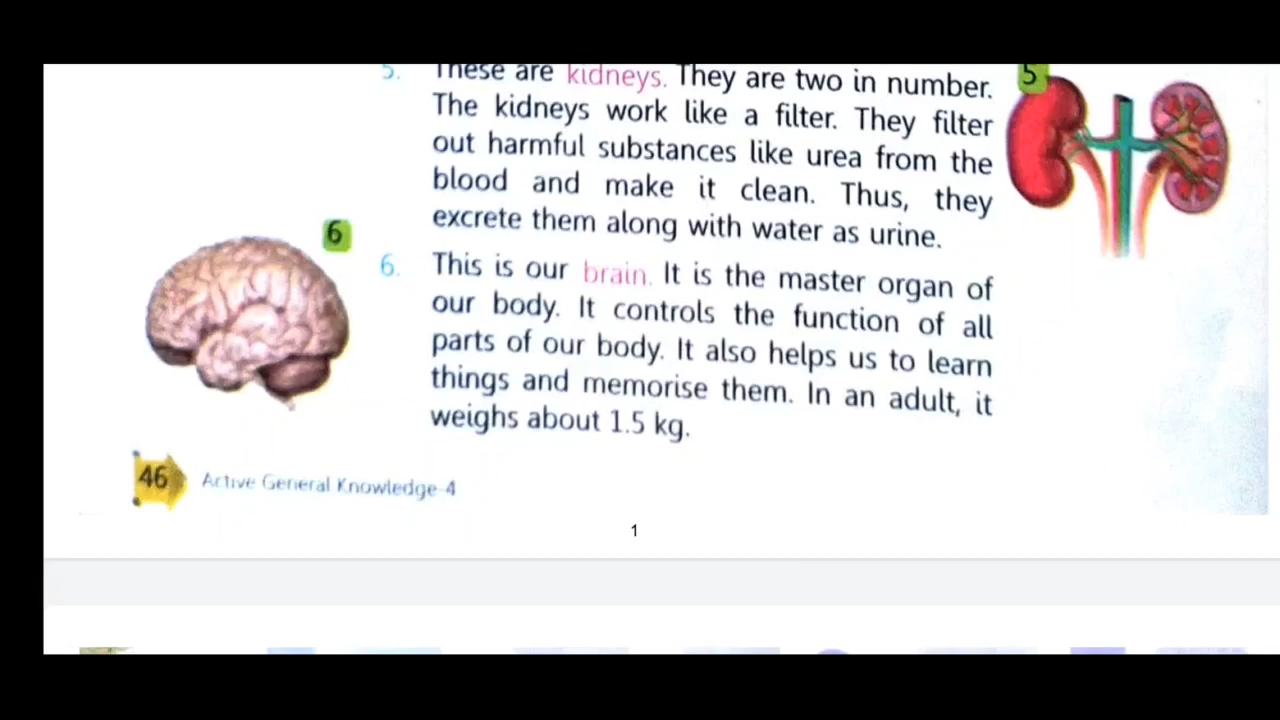 5. These are kidneys. They are two in number.
The kidneys work like a filter. They filter
out harmful substances like urea from the
blood and make it clean. Thus, they
excrete them along with water as urine.
5
6
6. This is our brain. It is the master organ of
our body. It controls the function of all
parts of our body. It also helps us to learn
things and memorise them. In an adult, it
weighs about 1.5 kg.
46 Active General Knowledge-4
1